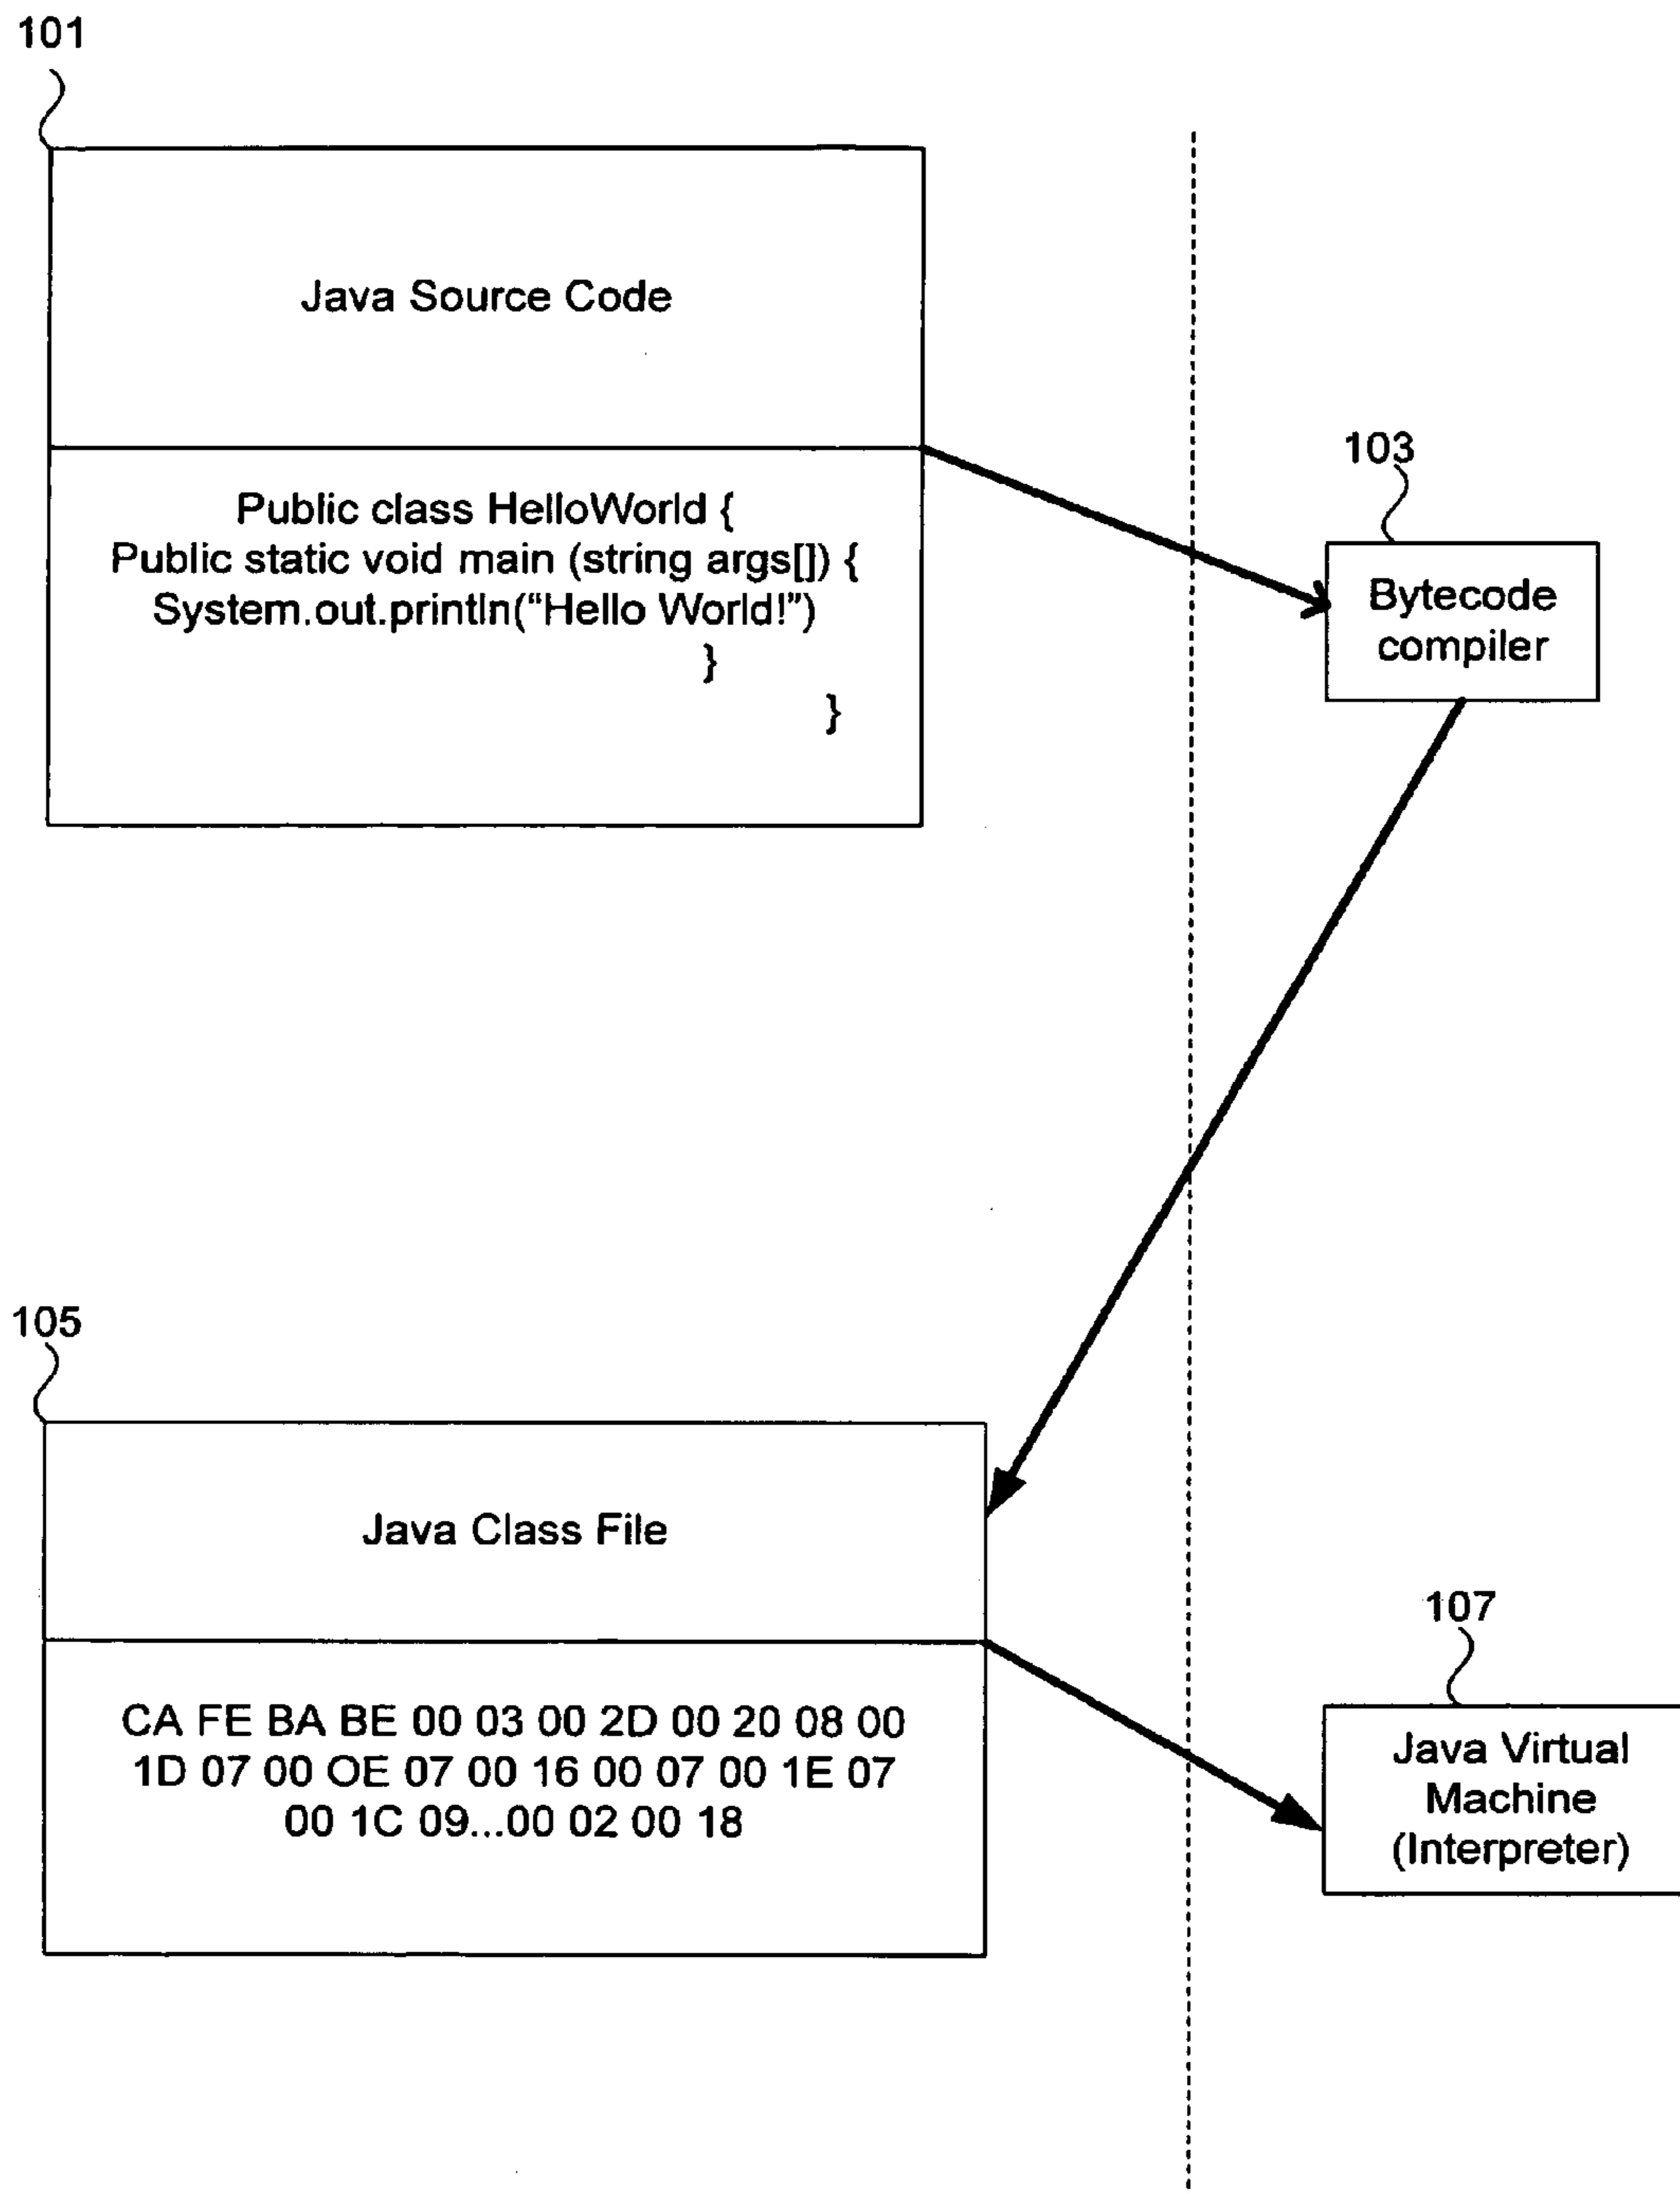 101
Java Source Code
Public class HelloWorld {
Public static void main (string args[]) {
System.out.println(“Hello World!”)
}
}
103
Bytecode
compiler
105
Java Class File
CA FE BA BE 00 03 00 2D 00 20 08 00
1D 07 00 OE 07 00 16 00 07 00 1E 07
00 1C 09...00 02 00 18
107
Java Virtual
Machine
(Interpreter)